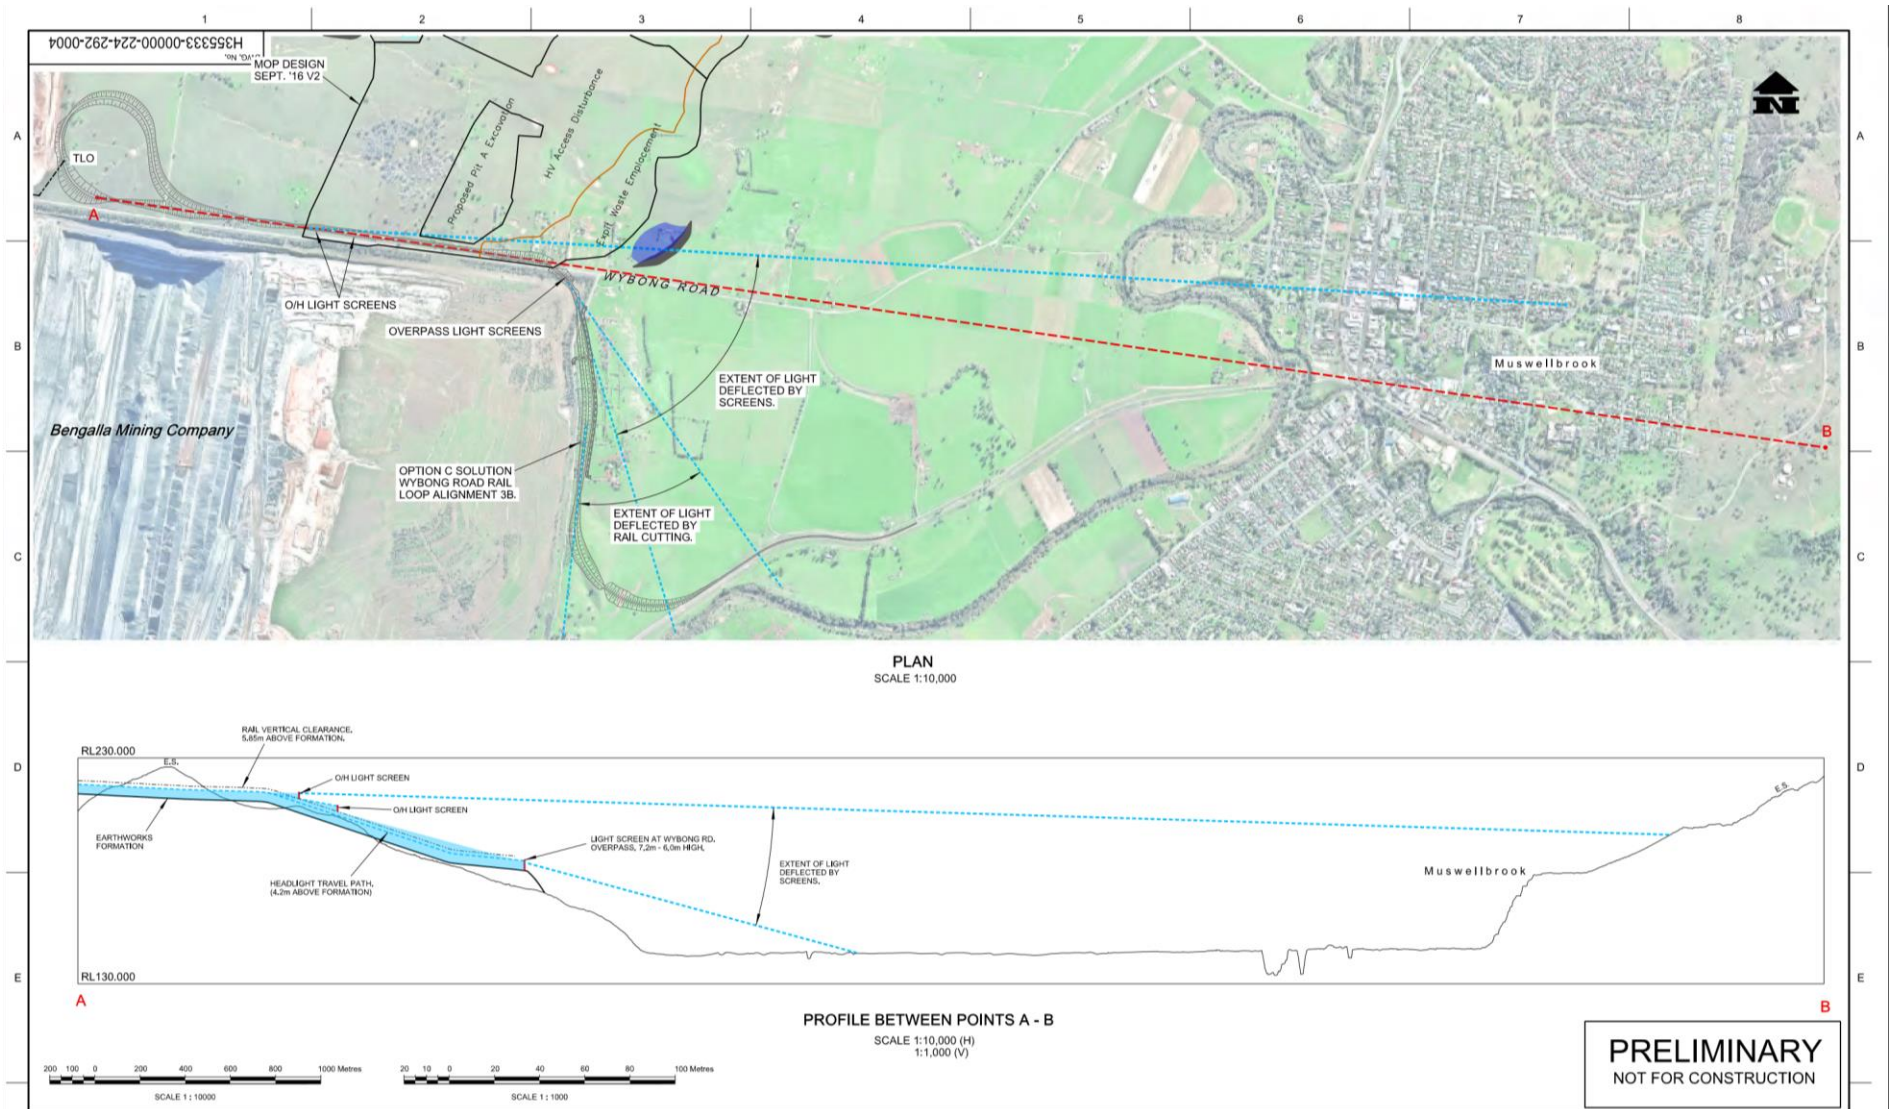 1 2 3 4 5 6 7 8
H355333-00000-224-292-0004
DWG. No.
MOP DESIGN
SEPT. '16 V2
A
A
N
TLO
A
Proposed Pit A Excavation
HV Access Disturbance
Expit Waste Emplacement
WYBONG ROAD
O/H LIGHT SCREENS
OVERPASS LIGHT SCREENS
B
B
EXTENT OF LIGHT
DEFLECTED BY
SCREENS.
Muswellbrook
Bengalla Mining Company
B
OPTION C SOLUTION
WYBONG ROAD RAIL
LOOP ALIGNMENT 3B.
EXTENT OF LIGHT
DEFLECTED BY
RAIL CUTTING.
C
C
PLAN
SCALE 1:10,000
RAIL VERTICAL CLEARANCE,
5.85m ABOVE FORMATION.
RL230.000
E.S.
D
D
O/H LIGHT SCREEN
E.S.
O/H LIGHT SCREEN
EARTHWORKS
FORMATION
LIGHT SCREEN AT WYBONG RD.
OVERPASS, 7.2m - 6.0m HIGH.
EXTENT OF LIGHT
DEFLECTED BY
SCREENS.
Muswellbrook
HEADLIGHT TRAVEL PATH.
(4.2m ABOVE FORMATION)
RL130.000
E
E
A
B
PROFILE BETWEEN POINTS A - B
SCALE 1:10,000 (H)
1:1,000 (V)
PRELIMINARY
NOT FOR CONSTRUCTION
200 100 0 200 400 600 800 1000 Metres
SCALE 1 : 10000
20 10 0 20 40 60 80 100 Metres
SCALE 1 : 1000